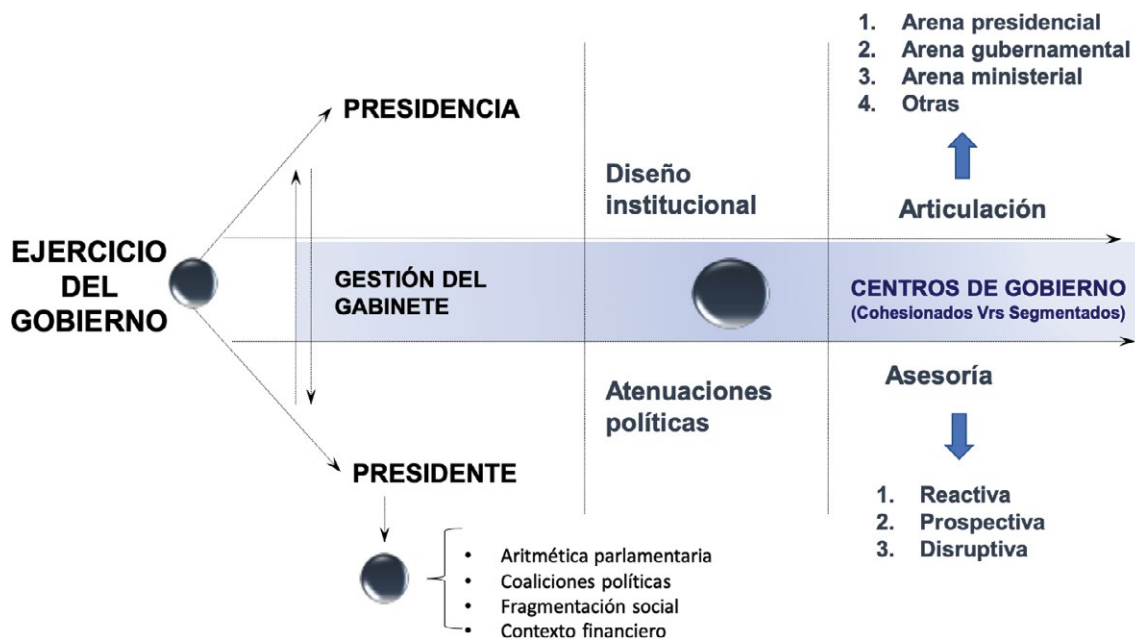 EJERCICIO
DEL
GOBIERNO
PRESIDENCIA
GESTIÓN DEL
GABINETE
PRESIDENTE
• Aritmética parlamentaria
• Coaliciones políticas
• Fragmentación social
• Contexto financiero
Diseño
institucional
Atenuaciones
políticas
1. Arena presidencial
2. Arena gubernamental
3. Arena ministerial
4. Otras
Articulación
CENTROS DE GOBIERNO
(Cohesionados Vrs Segmentados)
Asesoría
1. Reactiva
2. Prospectiva
3. Disruptiva